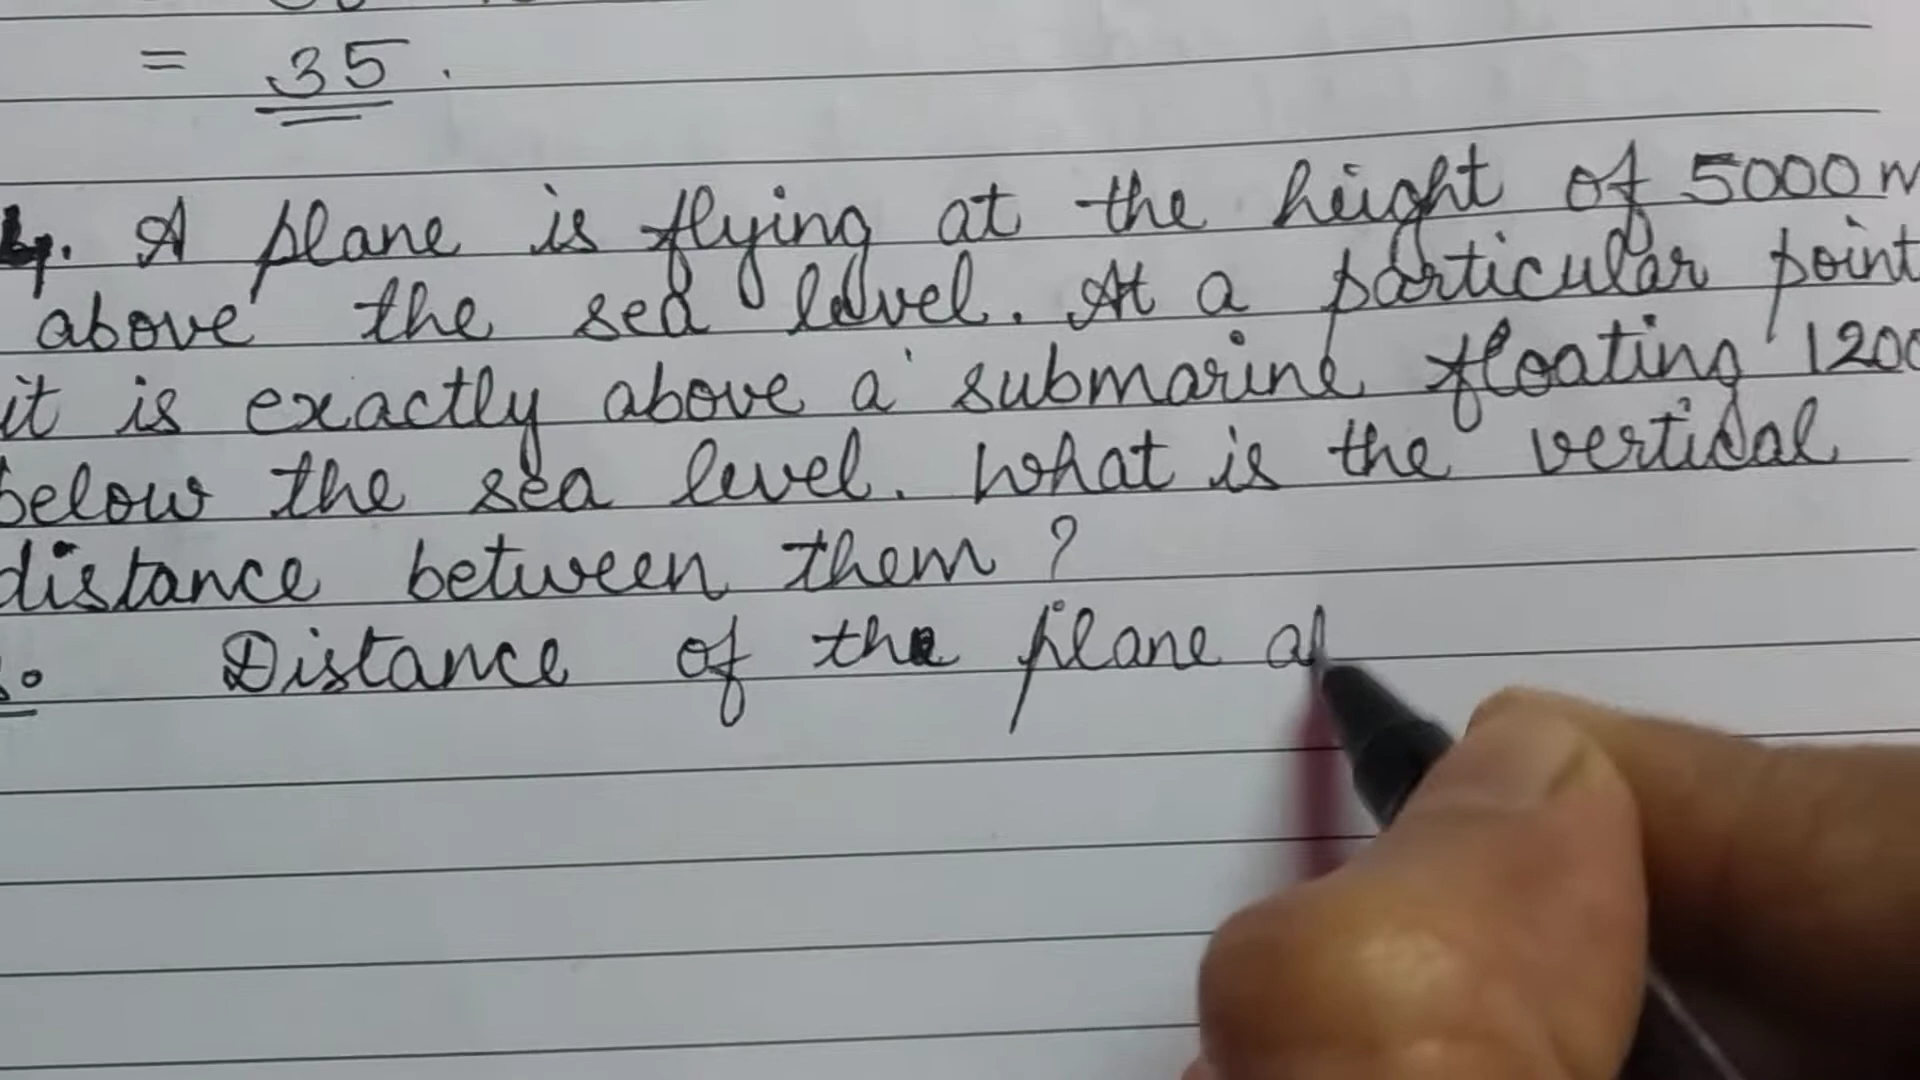 = 35.
4. A plane is flying at the height of 5000 m
above the sea level. At a particular point
it is exactly above a submarine floating 1200
below the sea level. What is the vertical
distance between them ?
Distance of the plane